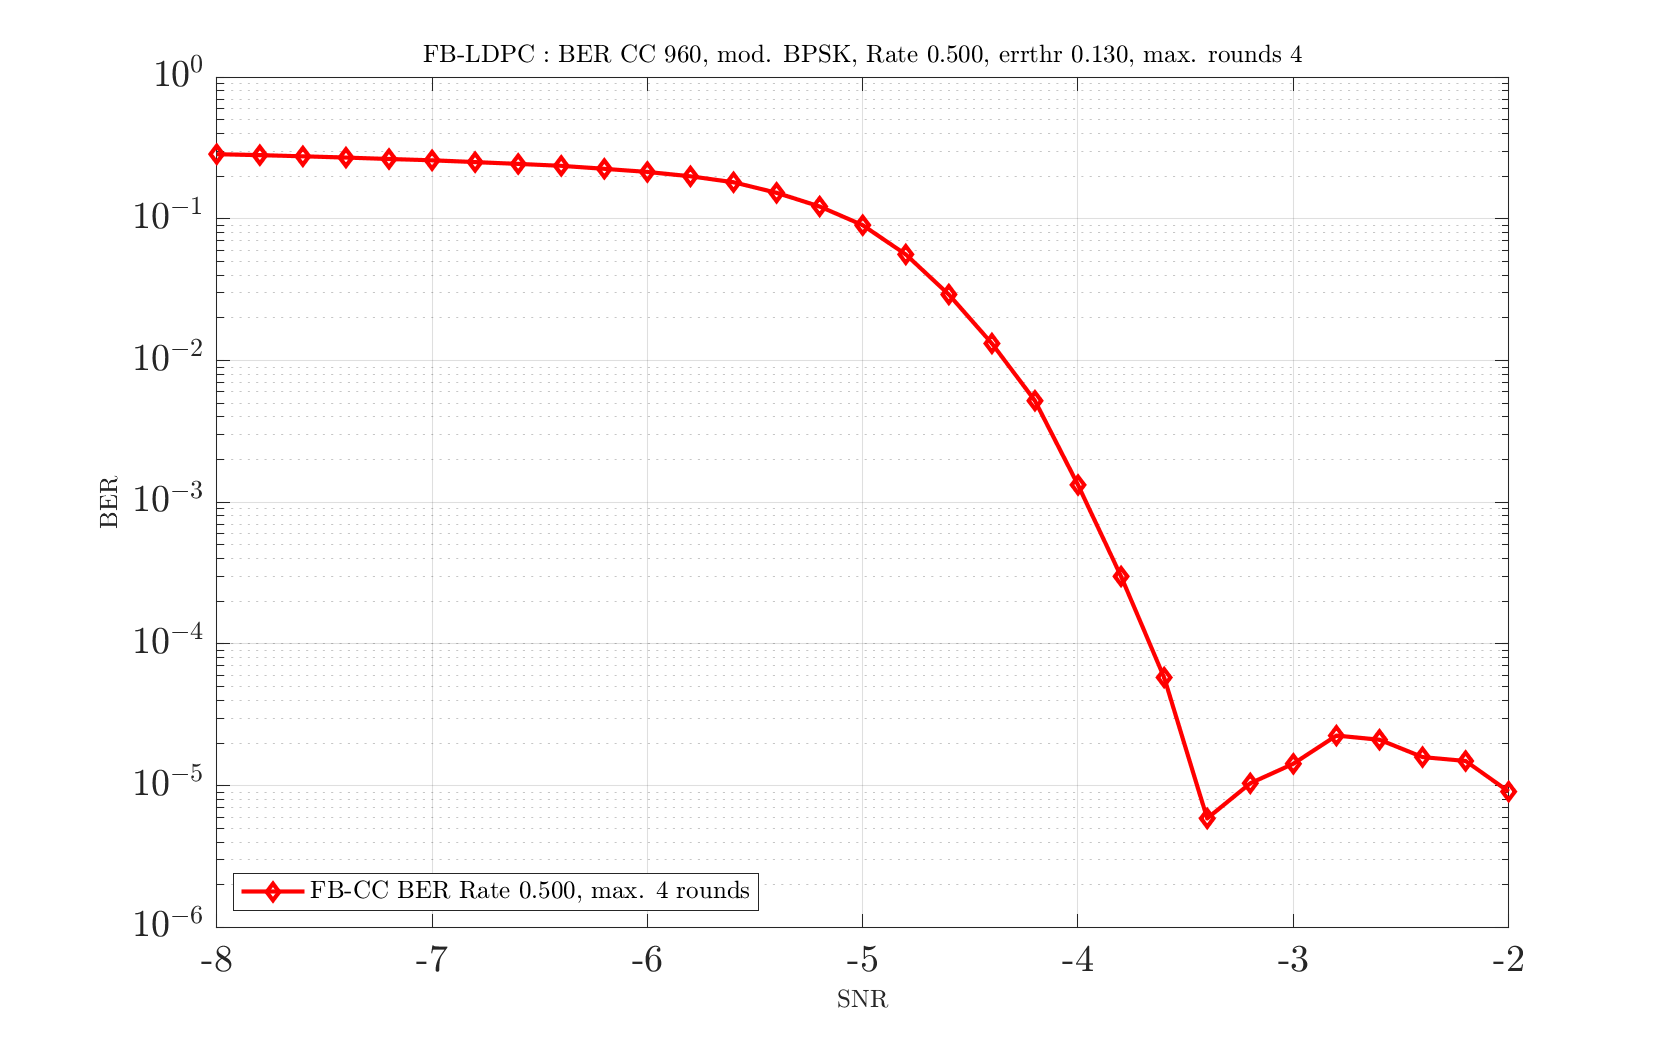 FB-LDPC : BER CC 960, mod. BPSK, Rate 0.500, errthr 0.130, max. rounds 4
10^0
10^-1
10^-2
10^-3
10^-4
10^-5
10^-6
BER
FB-CC BER Rate 0.500, max. 4 rounds
-8 -7 -6 -5 -4 -3 -2
SNR